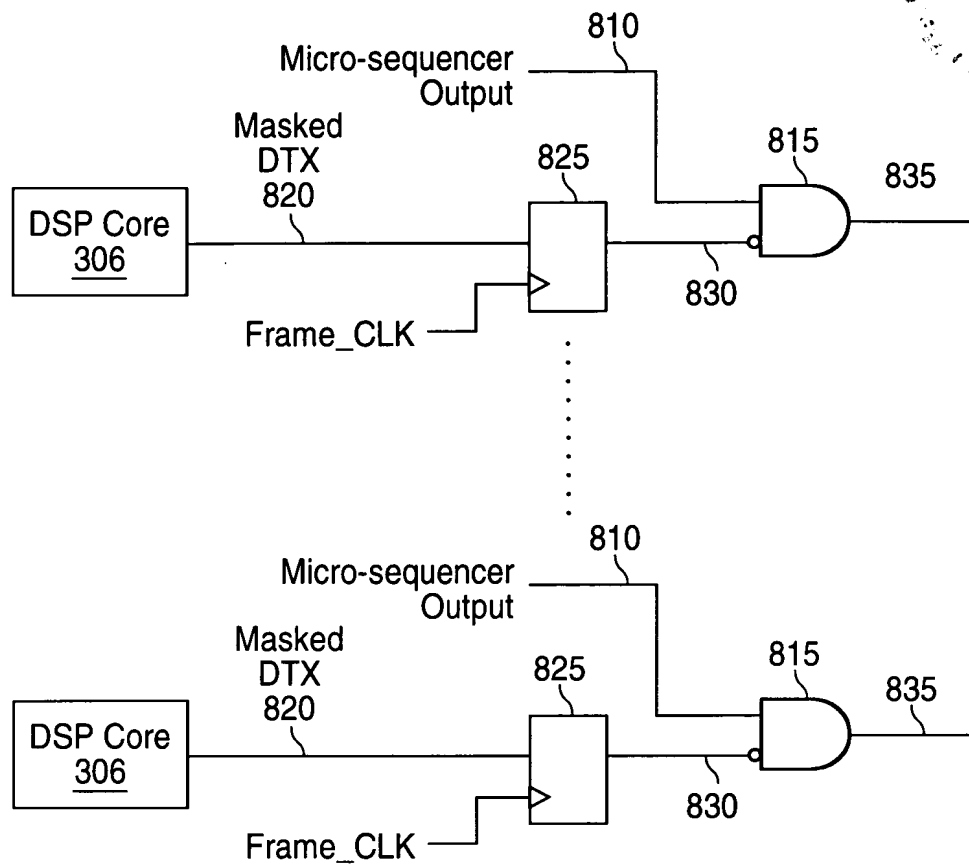 810
Micro-sequencer
Output
Masked
DTX
820
825
815
835
DSP Core
306
830
Frame_CLK
810
Micro-sequencer
Output
Masked
DTX
820
825
815
835
DSP Core
306
830
Frame_CLK